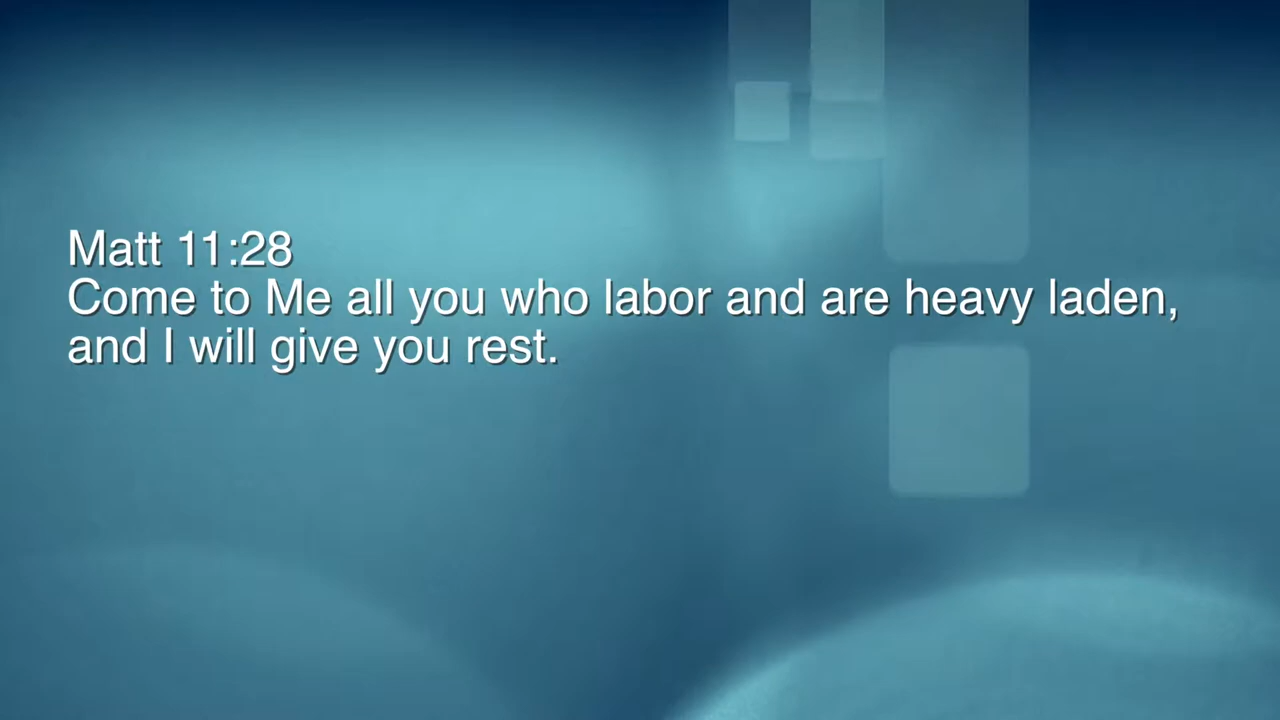 Matt 11:28
Come to Me all you who labor and are heavy laden,
and I will give you rest.